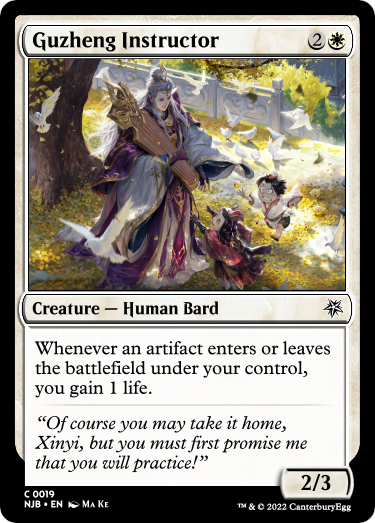 Guzheng Instructor 2
Creature — Human Bard
Whenever an artifact enters or leaves
the battlefield under your control,
you gain 1 life.
“Of course you may take it home,
Xinyi, but you must first promise me
that you will practice!”
2/3
C 0019
NJB • EN Ma Ke
™ & © 2022 CanterburyEgg